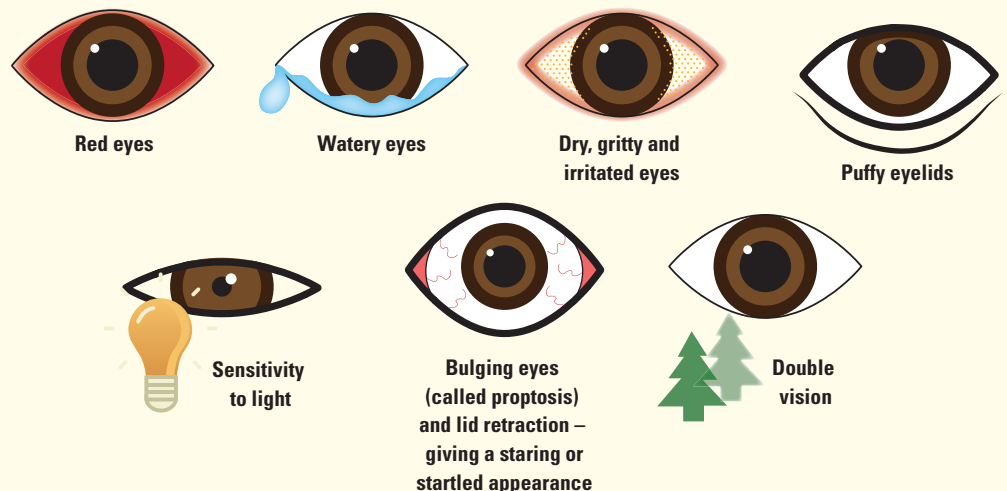 Red eyes
Watery eyes
Dry, gritty and
irritated eyes
Puffy eyelids
Sensitivity
to light
Bulging eyes
(called proptosis)
and lid retraction –
giving a staring or
startled appearance
Double
vision